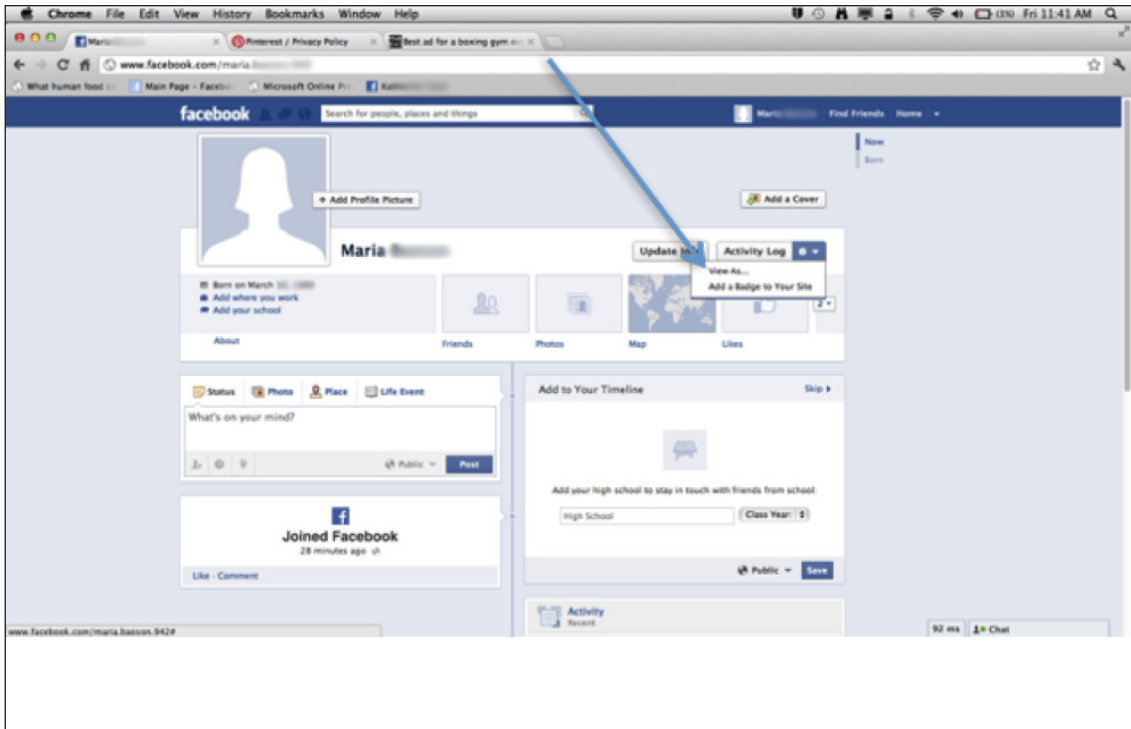 Chrome File Edit View History Bookmarks Window Help
Fri 11:41 AM
Maria
Pinterest / Privacy Policy
Best ad for a boxing gym
www.facebook.com/maria.
What human food
Main Page - Facebo
Microsoft Online
facebook
Search for people, places and things
Find Friends Home
Now
Born
+ Add Profile Picture
Add a Cover
Maria
Update
Activity Log
View As...
Add a Badge to Your Site
Born on March
Add where you work
Add your school
2
About
Friends
Photos
Map
Likes
Status Photo Place Life Event
What's on your mind?
Public
Post
Add to Your Timeline
Skip
Add your high school to stay in touch with friends from school:
High School
Class Year:
Public
Save
Joined Facebook
28 minutes ago
Like · Comment
Activity
Recent
92 ms
Chat